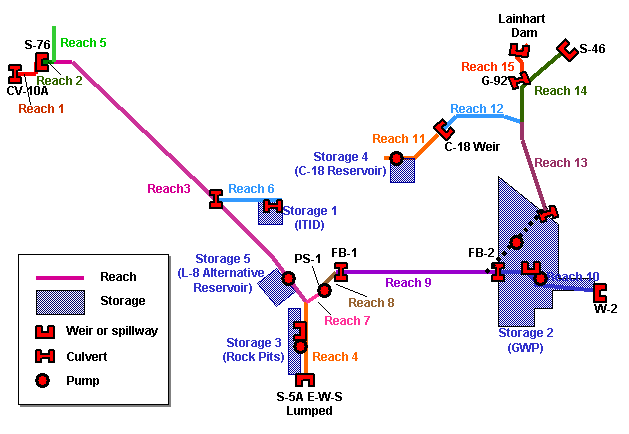 Lainhart
Dam
S-46
S-76
Reach 5
Reach 15
G-92
Reach 2
Reach 14
CV-10A
Reach 1
Reach 12
Reach 11
C-18 Weir
Storage 4
(C-18 Reservoir)
Reach 13
Reach3
Reach 6
Storage 1
(ITID)
Storage 5
(L-8 Alternative
Reservoir)
PS-1
FB-1
FB-2
Reach 9
Reach 10
Reach 8
Reach 7
W-2
Storage 2
(GWP)
Storage 3
(Rock Pits)
Reach 4
S-5A E-W-S
Lumped
Reach
Storage
Weir or spillway
Culvert
Pump